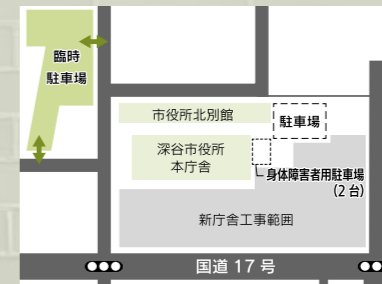 臨時
駐車場
市役所北別館
駐車場
深谷市役所
本庁舎
身体障害者用駐車場
(2台)
新庁舎工事範囲
国道 17 号